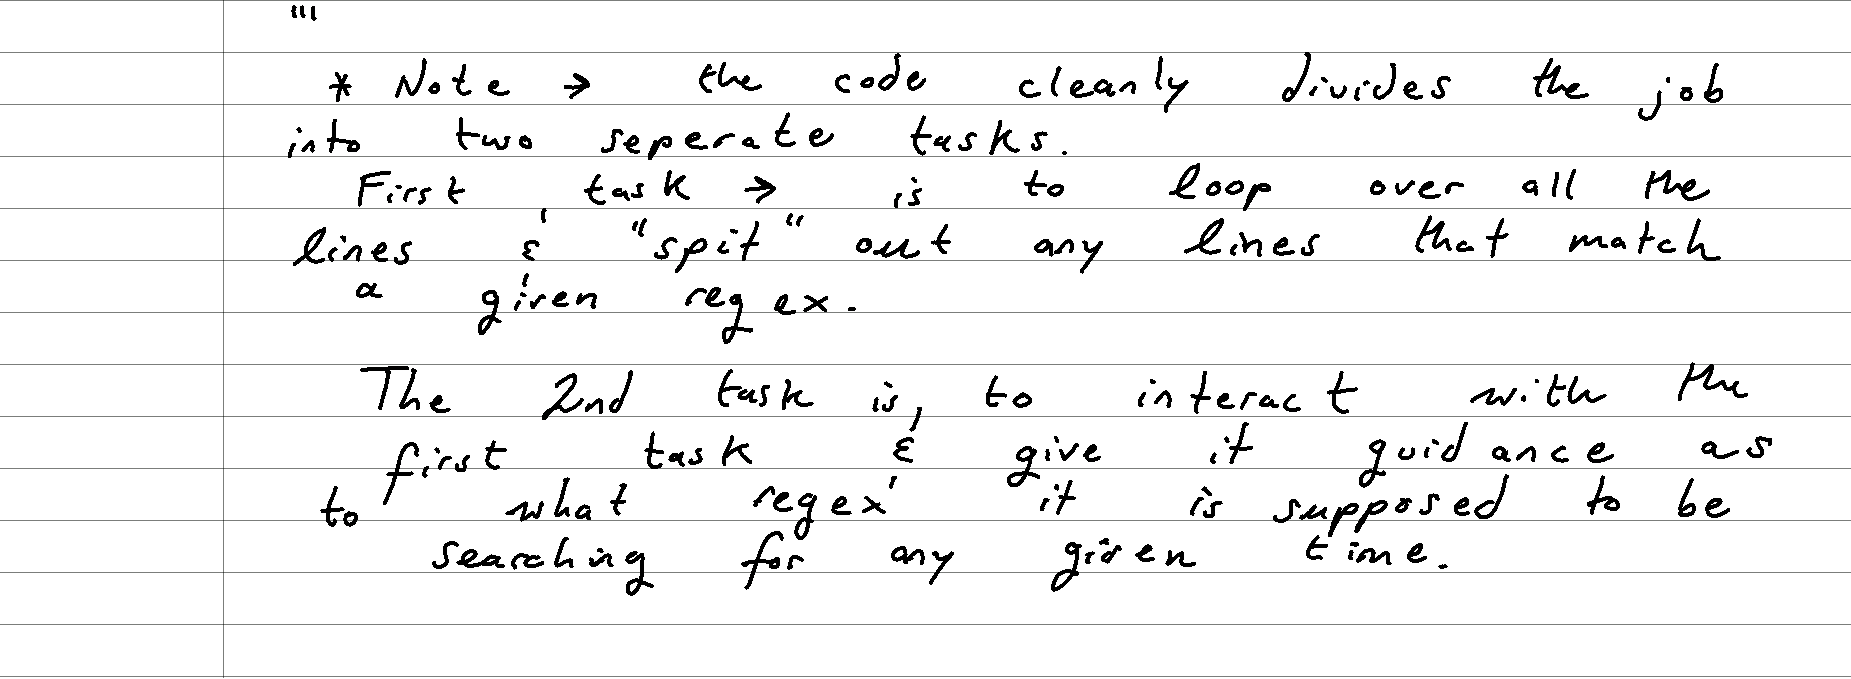 "'
* Note → the code cleanly divides the job
into two seperate tasks.
First task → is to loop over all the
lines & "spit" out any lines that match
a given regex.
The 2nd task is, to interact with the
first task & give it guidance as
to what regex it is supposed to be
searching for any given time.